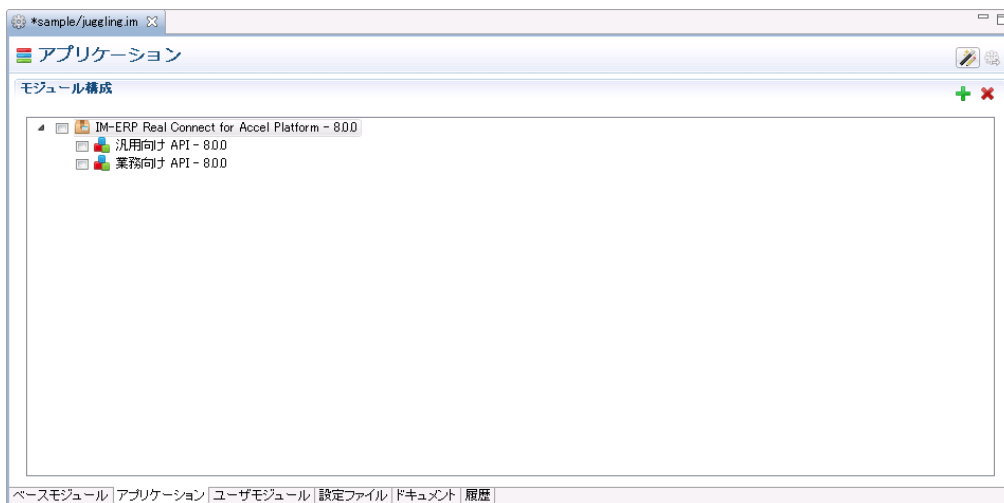 *sample/juggling.im
アプリケーション
モジュール構成
IM-ERP Real Connect for Accel Platform - 8.0.0
汎用向け API - 8.0.0
業務向け API - 8.0.0
ベースモジュール アプリケーション ユーザモジュール 設定ファイル ドキュメント 履歴